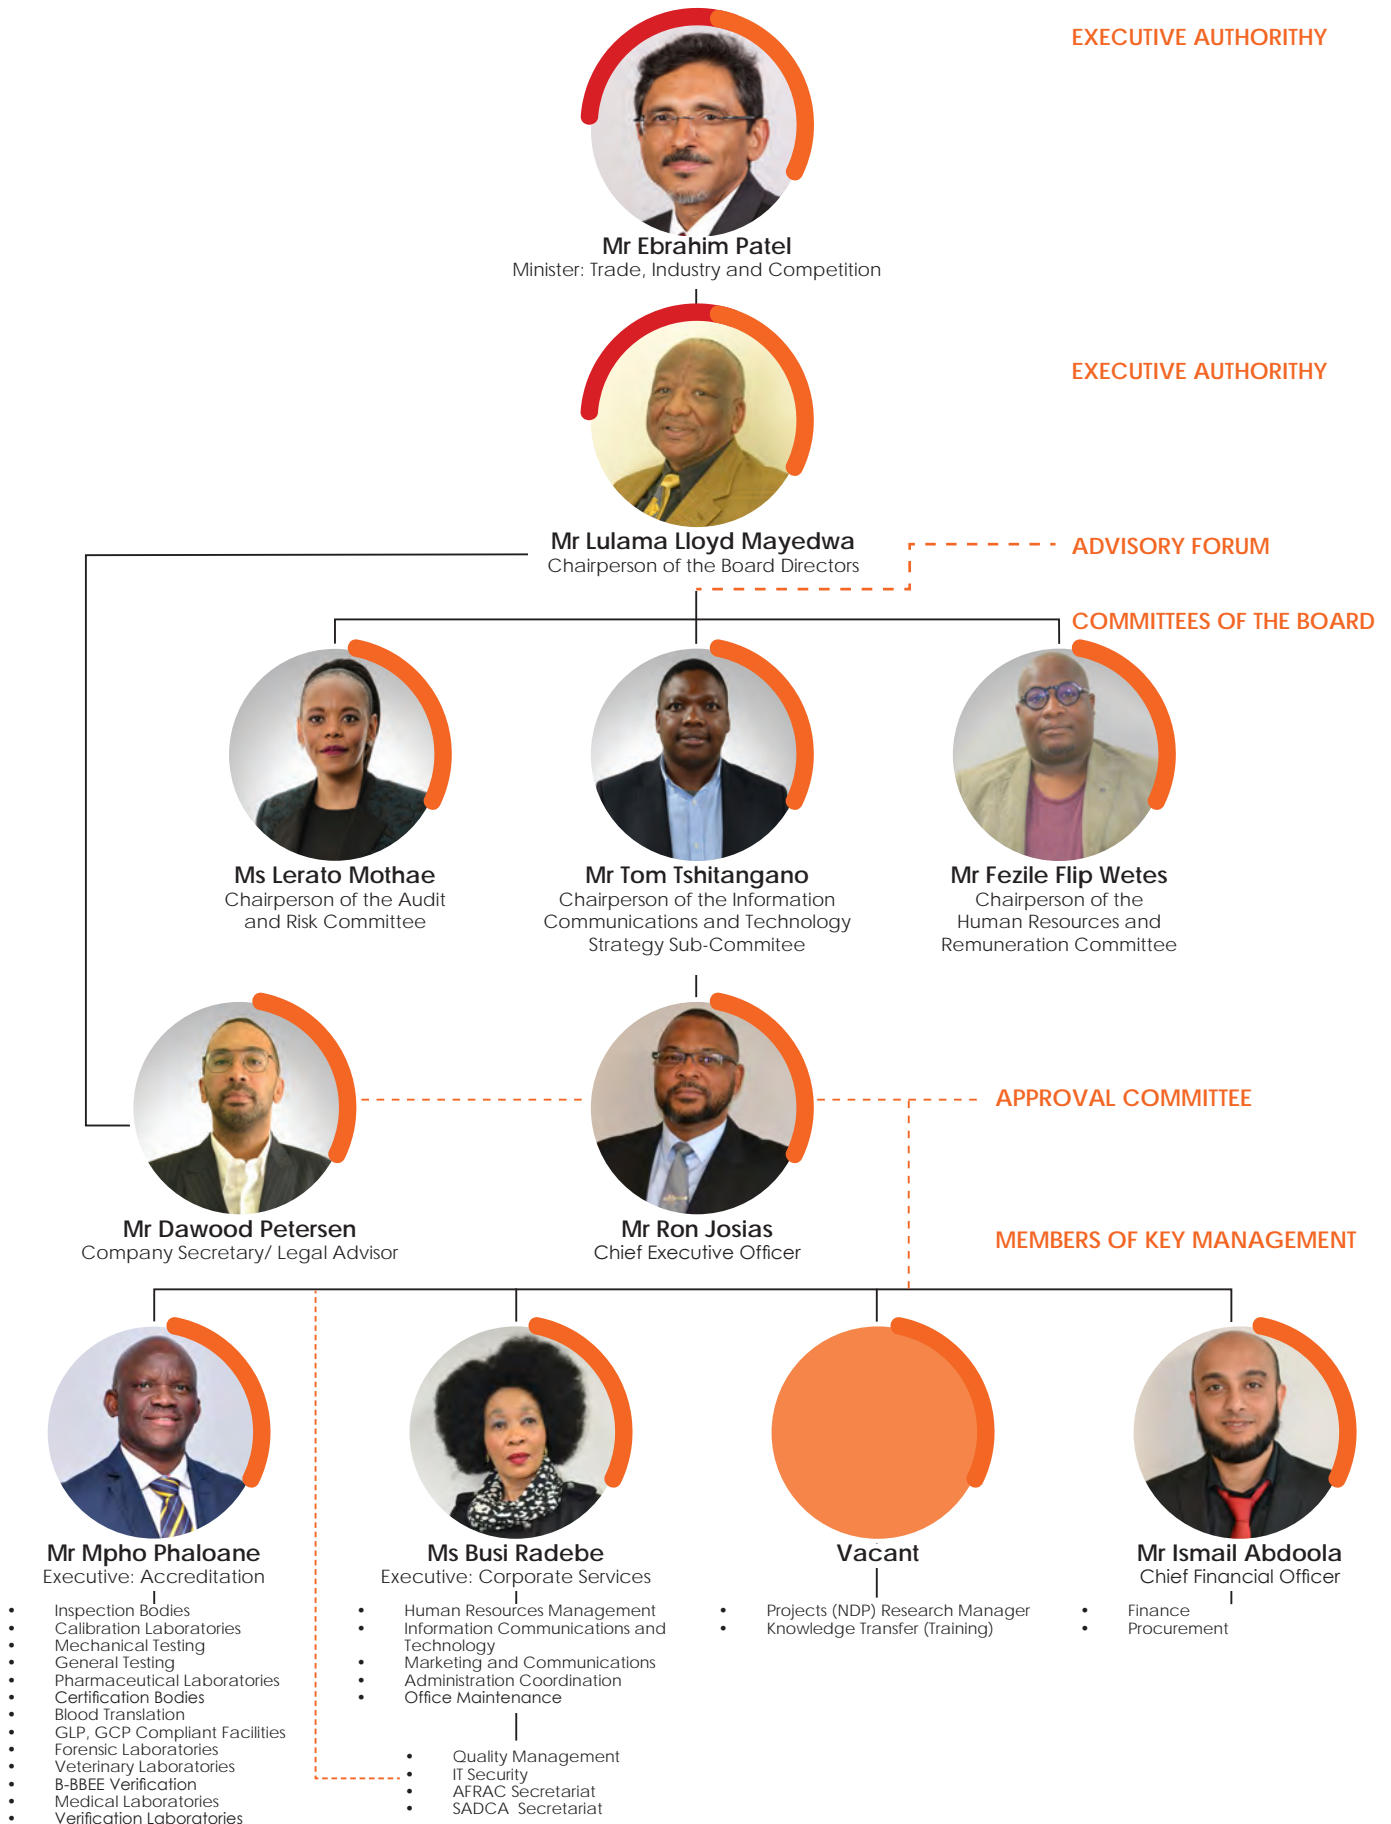 EXECUTIVE AUTHORITHY
Mr Ebrahim Patel
Minister: Trade, Industry and Competition
EXECUTIVE AUTHORITHY
Mr Lulama Lloyd Mayedwa
Chairperson of the Board Directors
ADVISORY FORUM
COMMITTEES OF THE BOARD
Ms Lerato Mothae
Chairperson of the Audit
and Risk Committee
Mr Tom Tshitangano
Chairperson of the Information
Communications and Technology
Strategy Sub-Commitee
Mr Fezile Flip Wetes
Chairperson of the
Human Resources and
Remuneration Committee
APPROVAL COMMITTEE
Mr Dawood Petersen
Company Secretary/ Legal Advisor
Mr Ron Josias
Chief Executive Officer
MEMBERS OF KEY MANAGEMENT
Mr Mpho Phaloane
Executive: Accreditation
• Inspection Bodies
• Calibration Laboratories
• Mechanical Testing
• General Testing
• Pharmaceutical Laboratories
• Certification Bodies
• Blood Translation
• GLP, GCP Compliant Facilities
• Forensic Laboratories
• Veterinary Laboratories
• B-BBEE Verification
• Medical Laboratories
• Verification Laboratories
Ms Busi Radebe
Executive: Corporate Services
• Human Resources Management
• Information Communications and
Technology
• Marketing and Communications
• Administration Coordination
• Office Maintenance
• Quality Management
• IT Security
• AFRAC Secretariat
• SADCA Secretariat
Vacant
• Projects (NDP) Research Manager
• Knowledge Transfer (Training)
Mr Ismail Abdoola
Chief Financial Officer
• Finance
• Procurement